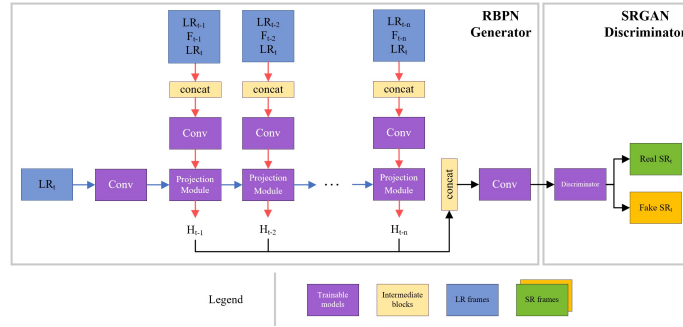 RBPN
Generator
SRGAN
Discriminator
LRt-1
Ft-1
LRt
LRt-2
Ft-2
LRt
LRt-n
Ft-n
LRt
concat
concat
concat
Conv
Conv
Conv
LRt
Conv
Projection
Module
Projection
Module
...
Projection
Module
concat
Conv
Discriminator
Real SRt
Fake SRt
Ht-1
Ht-2
Ht-n
Legend
Trainable
models
Intermediate
blocks
LR frames
SR frames